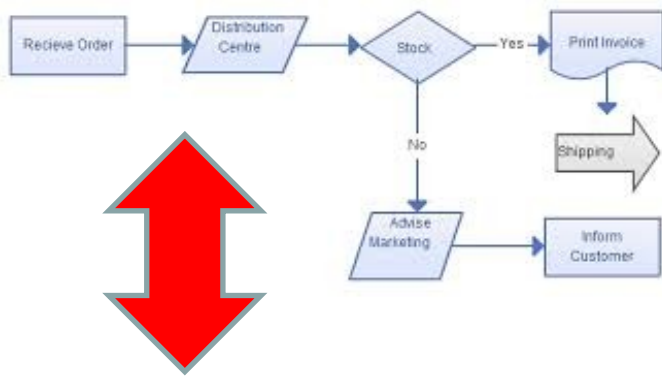 Recieve Order
Distribution
Centre
Stock
Yes
Print Invoice
Shipping
No
Advise
Marketing
Inform
Customer